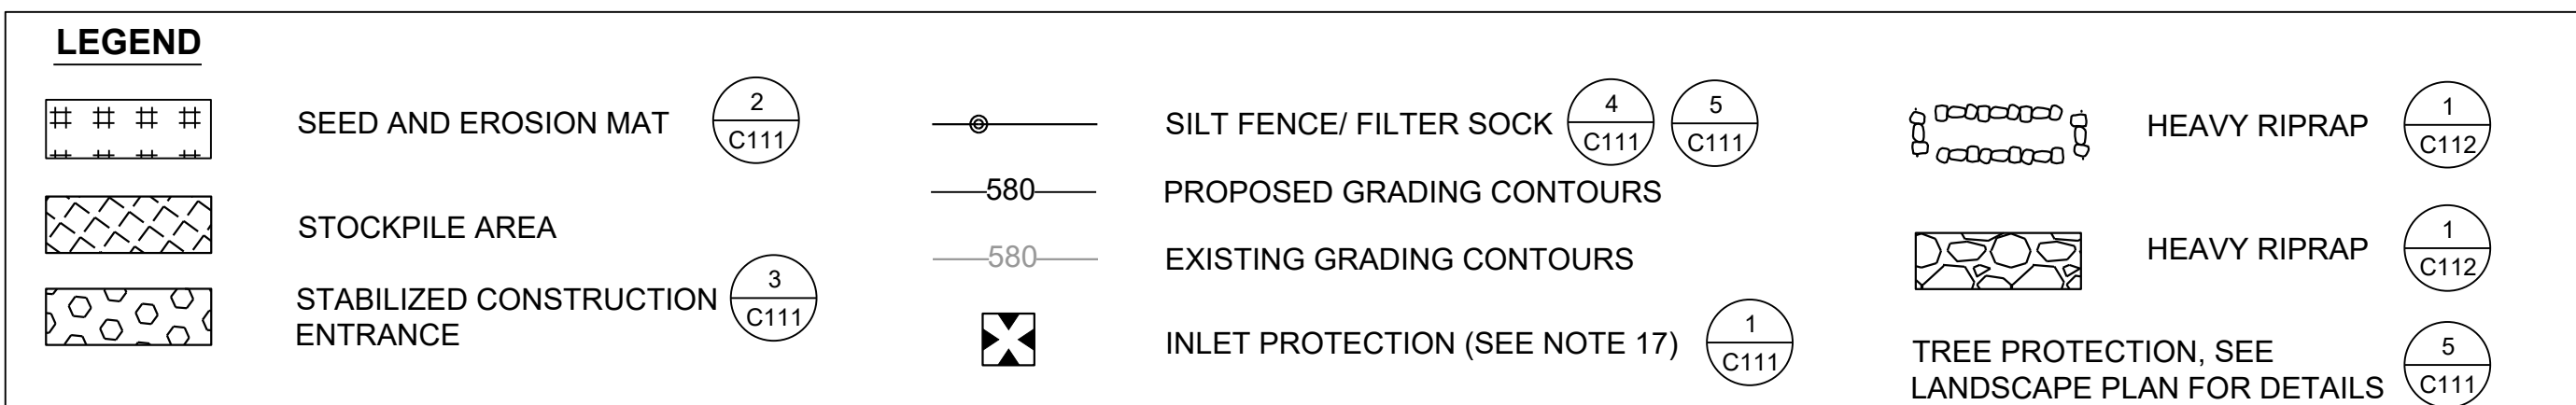 LEGEND
SEED AND EROSION MAT
2
C111
STOCKPILE AREA
STABILIZED CONSTRUCTION
ENTRANCE
3
C111
SILT FENCE/ FILTER SOCK
4
C111
5
C111
580
PROPOSED GRADING CONTOURS
580
EXISTING GRADING CONTOURS
INLET PROTECTION (SEE NOTE 17)
1
C111
HEAVY RIPRAP
1
C112
HEAVY RIPRAP
1
C112
TREE PROTECTION, SEE
LANDSCAPE PLAN FOR DETAILS
5
C111